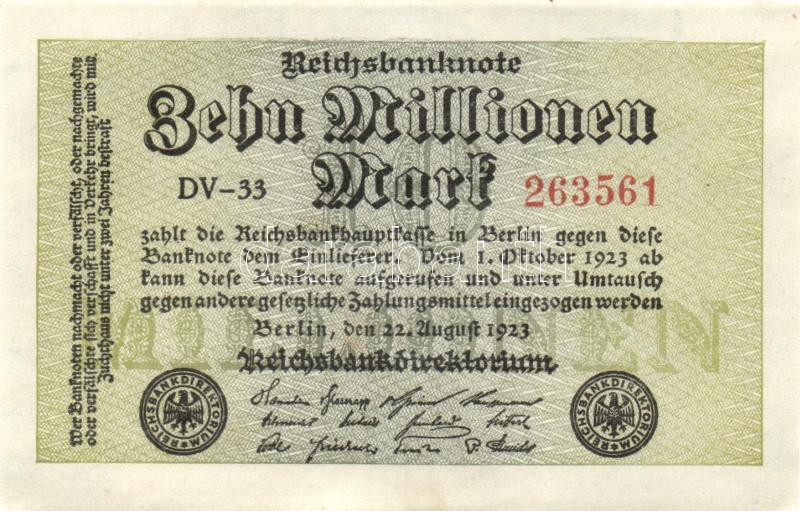 Reichsbanknote
Zehn Millionen
Mark
DV-33
263561
zahlt die Reichsbankhauptkasse in Berlin gegen diese
Banknote dem Einlieferer. Vom 1. Oktober 1923 ab
kann diese Banknote aufgerufen und unter Umtausch
gegen andere gesetzliche Zahlungsmittel eingezogen werden
Berlin, den 22. August 1923
Reichsbankdirektorium
REICHSBANKDIREKTORIUM
REICHSBANKDIREKTORIUM
Wer Banknoten nachmacht oder verfälscht, oder nachgemachte
oder verfälschte sich verschafft und in Verkehr bringt, wird mit
Zuchthaus nicht unter zwei Jahren bestraft